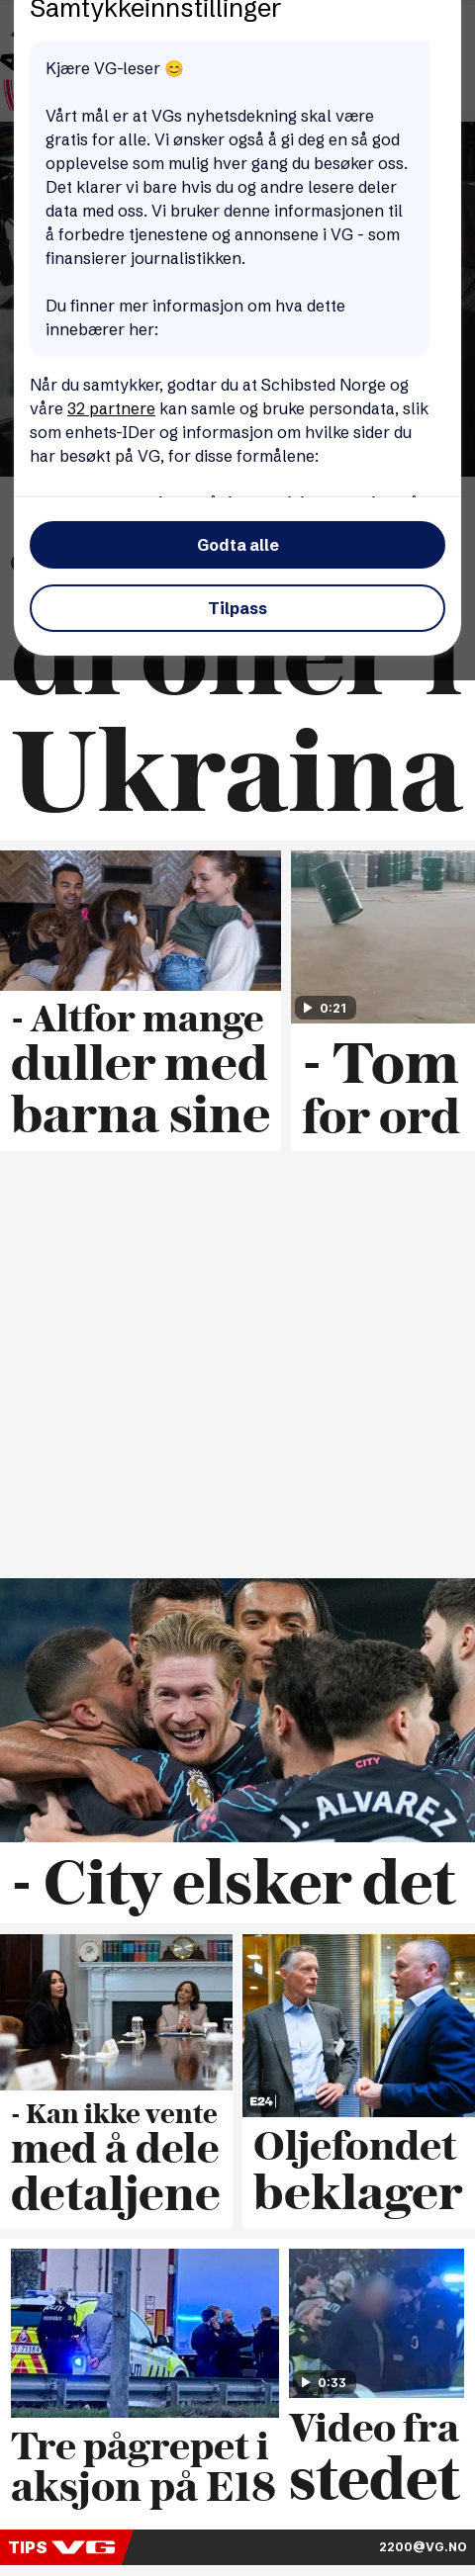 Samtykkeinnstillinger
Kjære VG-leser 😊
Vårt mål er at VGs nyhetsdekning skal være
gratis for alle. Vi ønsker også å gi deg en så god
opplevelse som mulig hver gang du besøker oss.
Det klarer vi bare hvis du og andre lesere deler
data med oss. Vi bruker denne informasjonen til
å forbedre tjenestene og annonsene i VG - som
finansierer journalistikken.
Du finner mer informasjon om hva dette
innebærer her:
Når du samtykker, godtar du at Schibsted Norge og
våre 32 partnere kan samle og bruke persondata, slik
som enhets-IDer og informasjon om hvilke sider du
har besøkt på VG, for disse formålene:
Godta alle
Tilpass
droner i
Ukraina
- Altfor mange
duller med
barna sine
0:21
- Tom
for ord
CITY
J. ALVAREZ
- City elsker det
- Kan ikke vente
med å dele
detaljene
E24
Oljefondet
beklager
Tre pågrepet i
aksjon på E18
0:33
Video fra
stedet
TIPS VG
2200@VG.NO